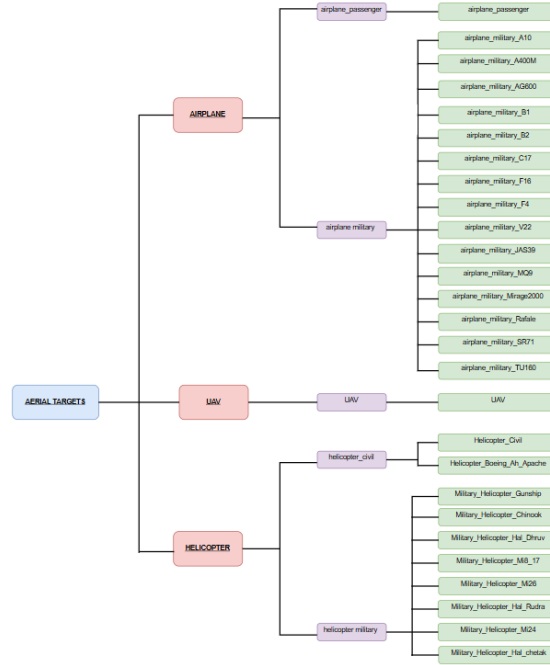 airplane_passenger
airplane_passenger
airplane_military_A10
airplane_military_A400M
airplane_military_AG600
AIRPLANE
airplane_military_B1
airplane_military_B2
airplane_military_C17
airplane_military_F16
airplane_military_F4
airplane military
airplane_military_V22
airplane_military_JAS39
airplane_military_MQ9
airplane_military_Mirage2000
airplane_military_Rafale
airplane_military_SR71
airplane_military_TU160
AERIAL TARGETS
UAV
UAV
UAV
Helicopter_Civil
helicopter_civil
Helicopter_Boeing_Ah_Apache
Military_Helicopter_Gunship
Military_Helicopter_Chinook
Military_Helicopter_Hal_Dhruv
HELICOPTER
Military_Helicopter_Mi8_17
Military_Helicopter_Mi26
Military_Helicopter_Hal_Rudra
helicopter military
Military_Helicopter_Mi24
Military_Helicopter_Hal_chetak